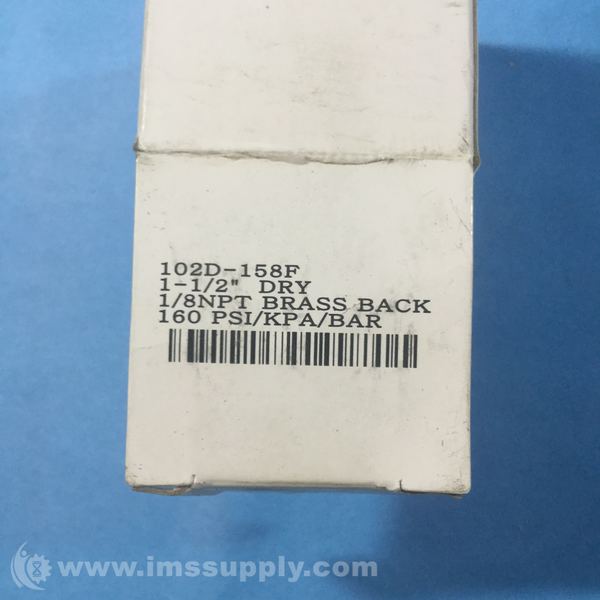 102D-158F
1-1/2" DRY
1/8NPT BRASS BACK
160 PSI/KPA/BAR
www.imssupply.com